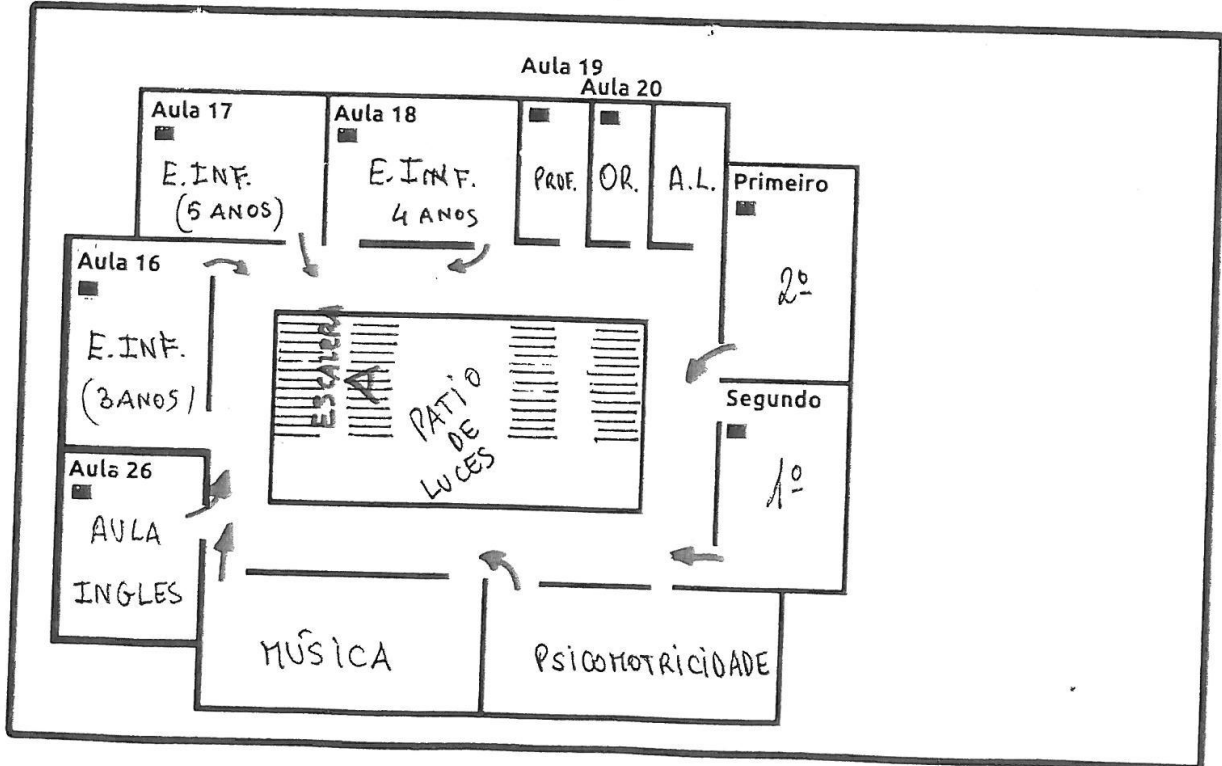 Aula 19
Aula 20
Aula 17
Aula 18
E.INF.
(5 ANOS)
E.INF.
4 ANOS
PROF.
OR.
A.L.
Primeiro
2º
Aula 16
E.INF.
(3 ANOS)
ESCALERA
A
PATIO
DE
LUCES
Segundo
1º
Aula 26
AULA
INGLES
MÚSICA
PSICOMOTRICIDADE